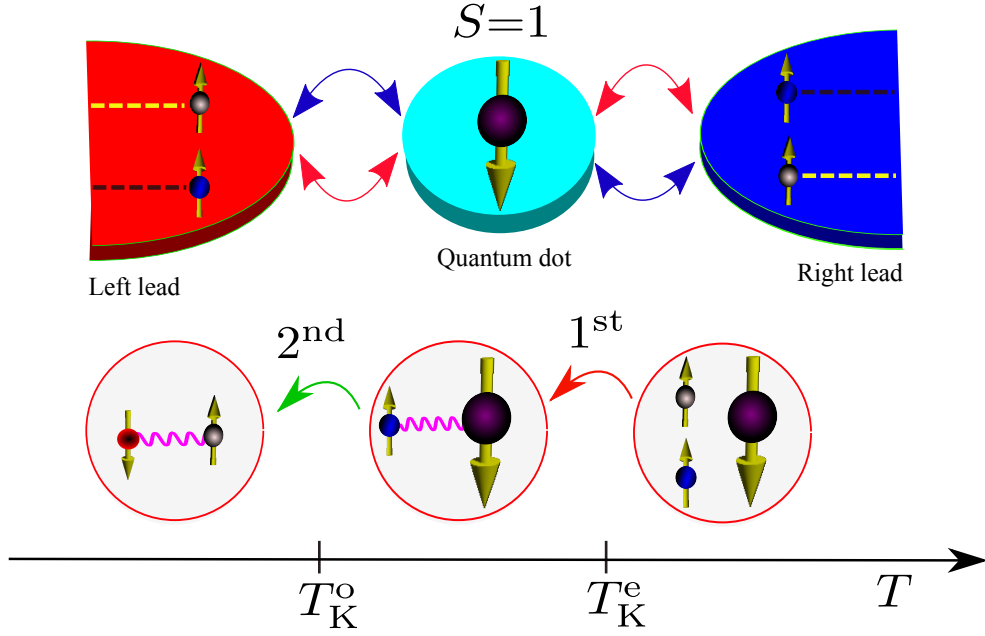 S=1
Quantum dot
Left lead
Right lead
2nd
1st
T_K^o
T_K^e
T